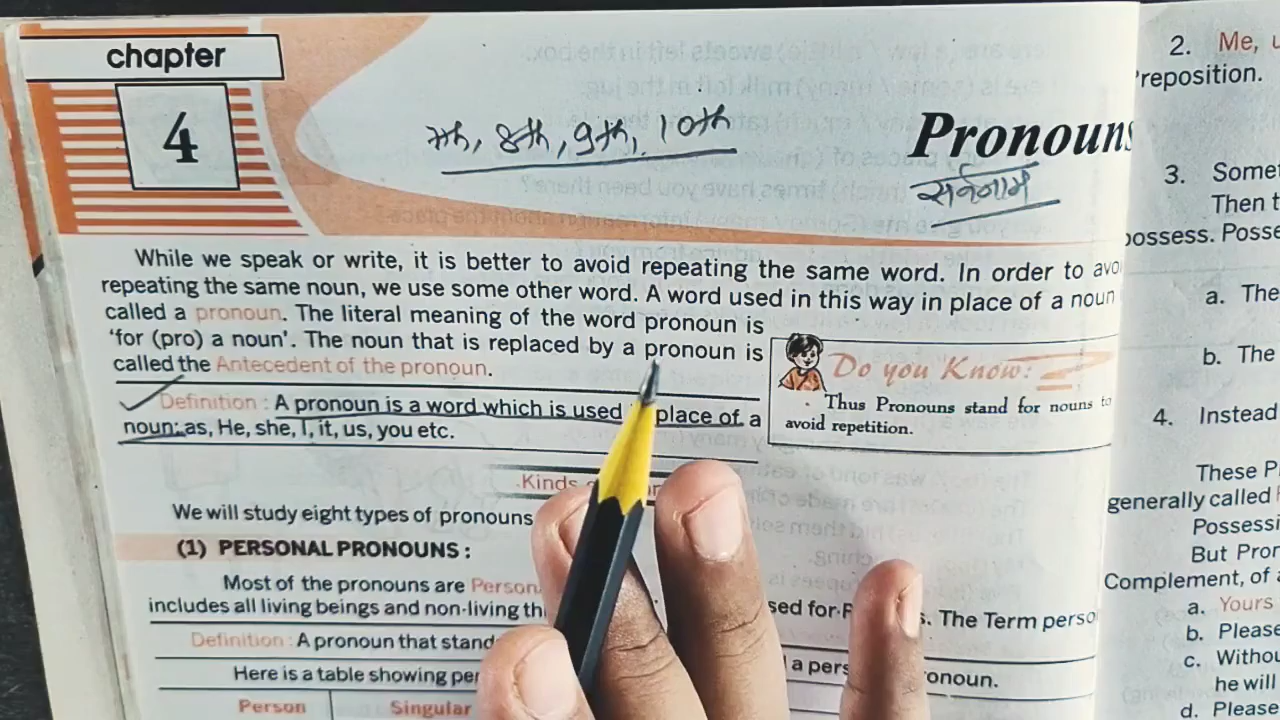 chapter
4
7th, 8th, 9th, 10th
Pronouns
सर्वनाम
While we speak or write, it is better to avoid repeating the same word. In order to avoi
repeating the same noun, we use some other word. A word used in this way in place of a noun
called a pronoun. The literal meaning of the word pronoun is
'for (pro) a noun'. The noun that is replaced by a pronoun is
called the Antecedent of the pronoun.
Do you Know:
Thus Pronouns stand for nouns to
avoid repetition.
Definition : A pronoun is a word which is used place of a
noun: as, He, she, I, it, us, you etc.
Kinds
We will study eight types of pronouns
(1) PERSONAL PRONOUNS :
Most of the pronouns are Person
includes all living beings and non-living th sed for P s. The Term perso
Definition : A pronoun that stand a pers onoun.
Here is a table showing per
Person Singular
2. Me, u
reposition.
3. Somet
Then t
possess. Posse
a. The
b. The
4. Instead
These P
generally called
Possessi
But Pron
Complement, of a
a. Yours
b. Please
c. Withou
he will
d. Please